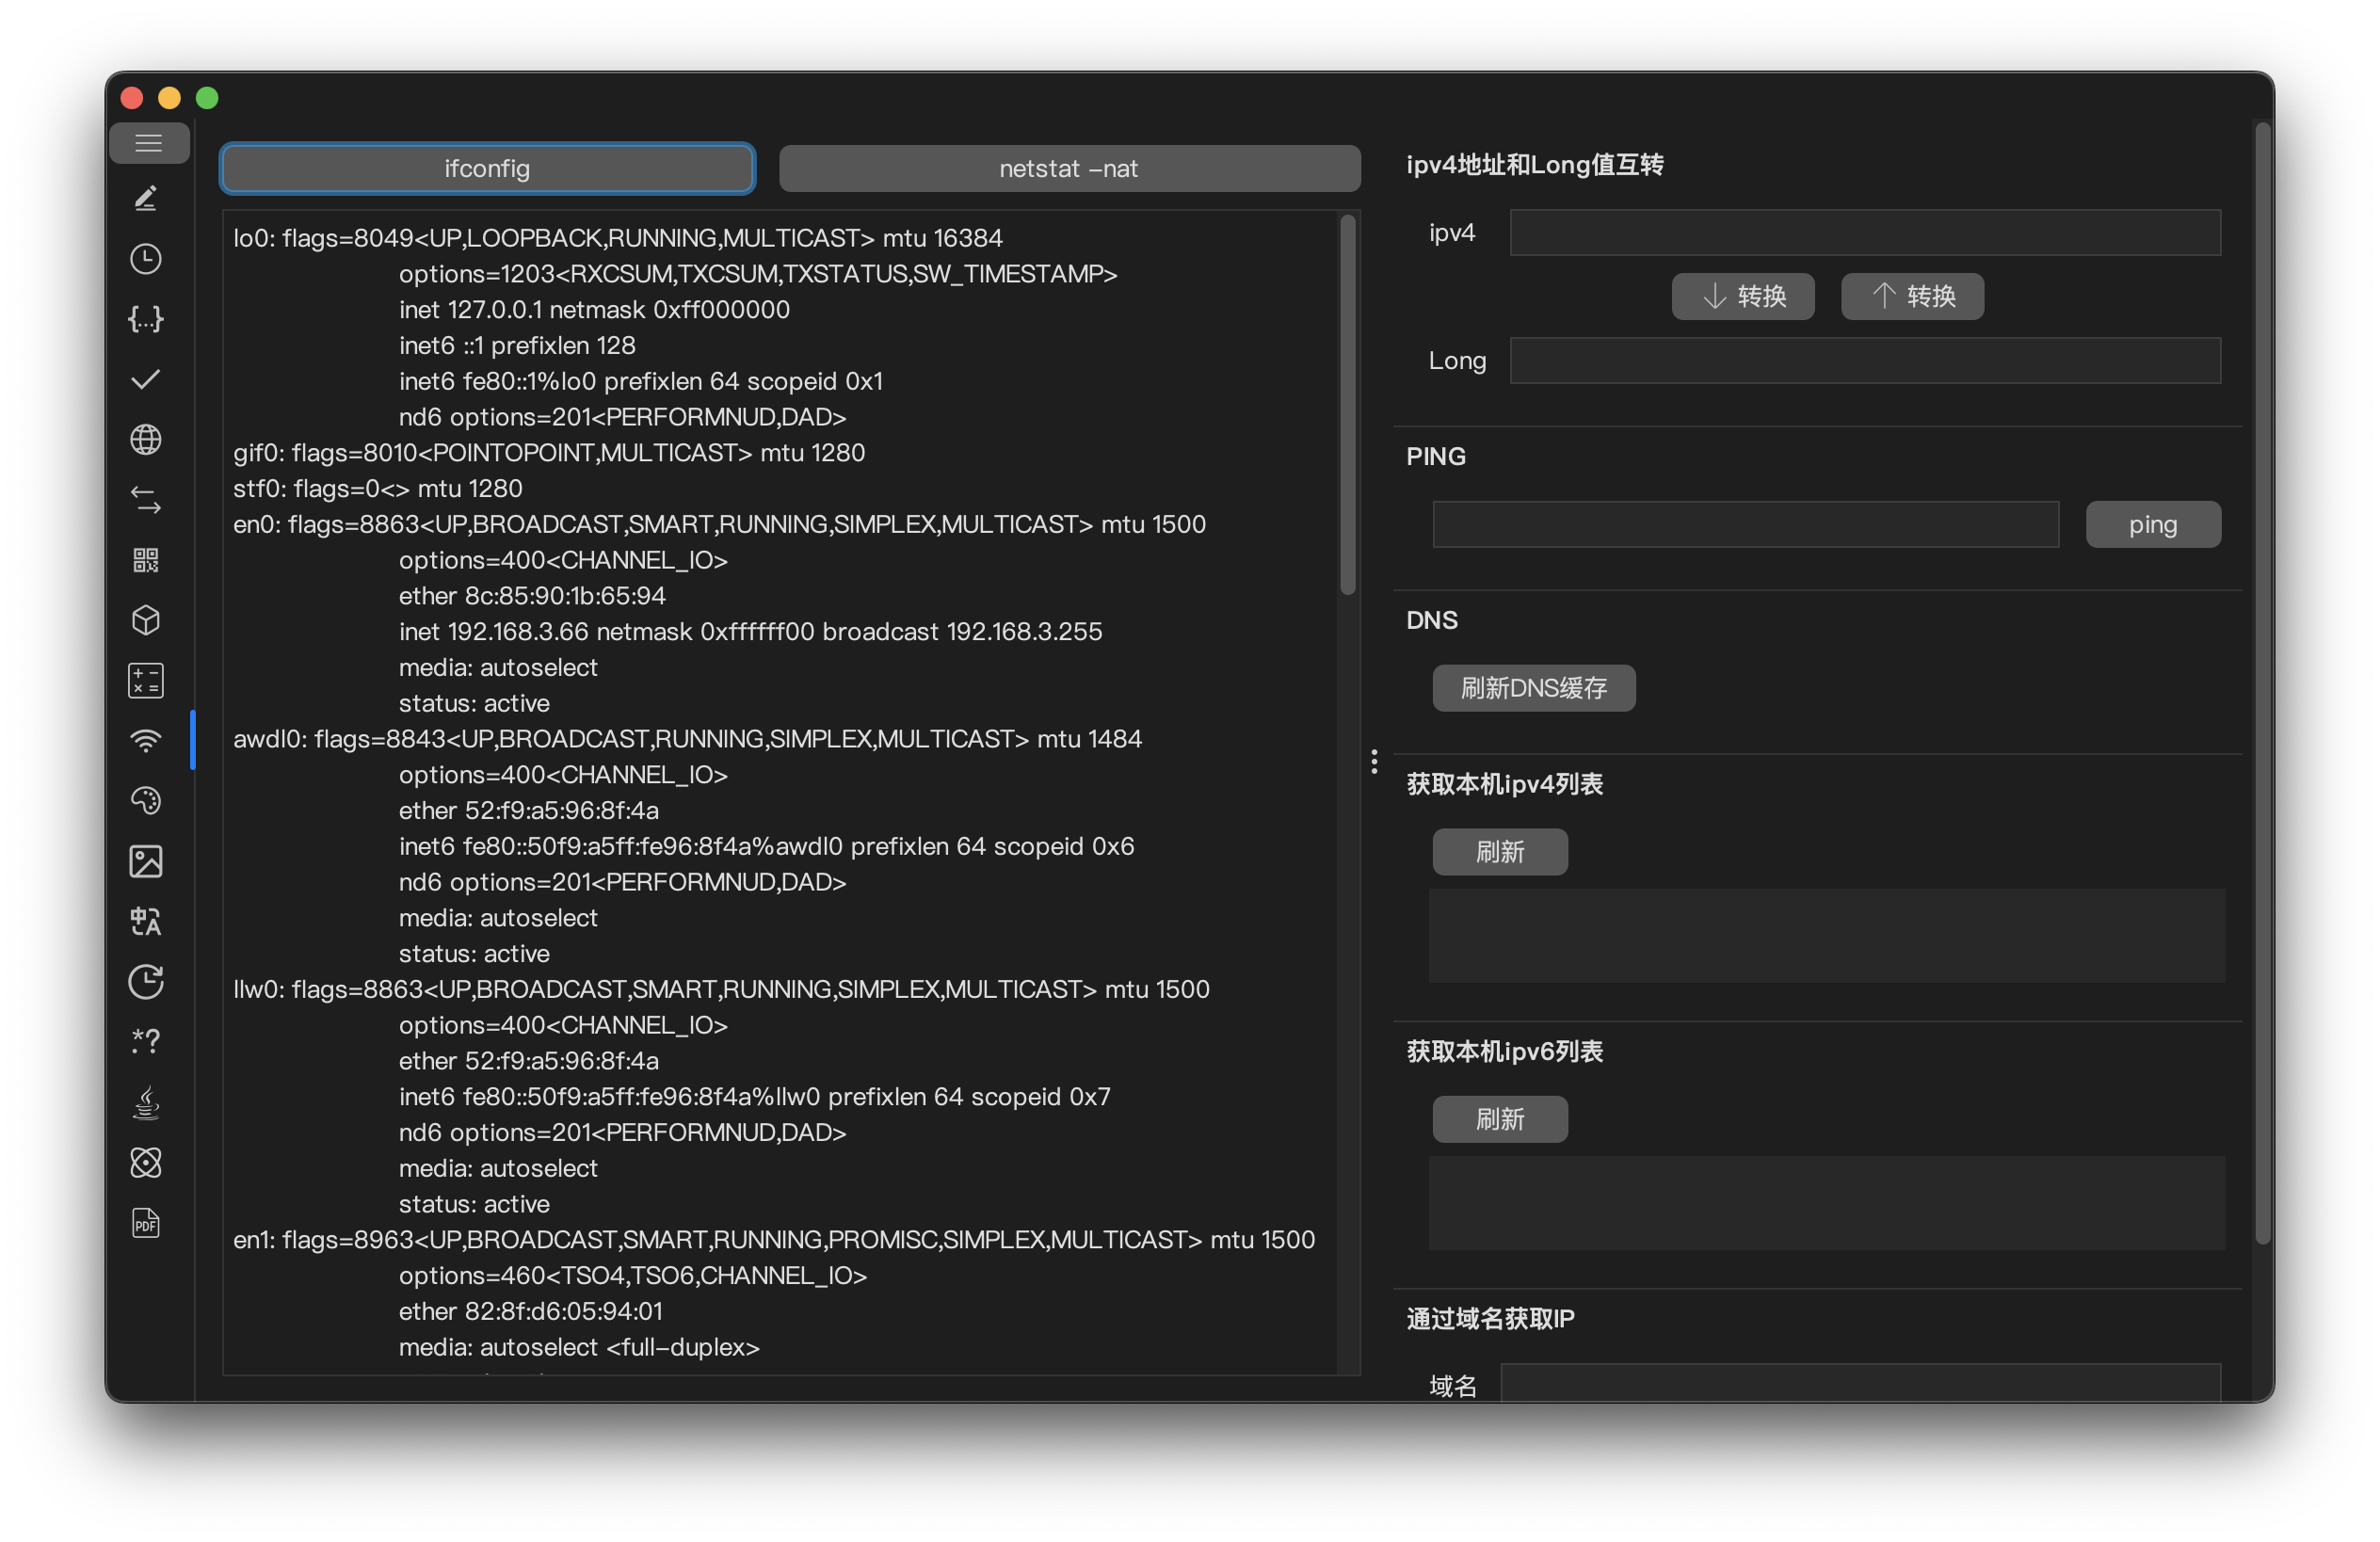 ifconfig
netstat -nat
lo0: flags=8049<UP,LOOPBACK,RUNNING,MULTICAST> mtu 16384
options=1203<RXCSUM,TXCSUM,TXSTATUS,SW_TIMESTAMP>
inet 127.0.0.1 netmask 0xff000000
inet6 ::1 prefixlen 128
inet6 fe80::1%lo0 prefixlen 64 scopeid 0x1
nd6 options=201<PERFORMNUD,DAD>
gif0: flags=8010<POINTOPOINT,MULTICAST> mtu 1280
stf0: flags=0<> mtu 1280
en0: flags=8863<UP,BROADCAST,SMART,RUNNING,SIMPLEX,MULTICAST> mtu 1500
options=400<CHANNEL_IO>
ether 8c:85:90:1b:65:94
inet 192.168.3.66 netmask 0xffffff00 broadcast 192.168.3.255
media: autoselect
status: active
awdl0: flags=8843<UP,BROADCAST,RUNNING,SIMPLEX,MULTICAST> mtu 1484
options=400<CHANNEL_IO>
ether 52:f9:a5:96:8f:4a
inet6 fe80::50f9:a5ff:fe96:8f4a%awdl0 prefixlen 64 scopeid 0x6
nd6 options=201<PERFORMNUD,DAD>
media: autoselect
status: active
llw0: flags=8863<UP,BROADCAST,SMART,RUNNING,SIMPLEX,MULTICAST> mtu 1500
options=400<CHANNEL_IO>
ether 52:f9:a5:96:8f:4a
inet6 fe80::50f9:a5ff:fe96:8f4a%llw0 prefixlen 64 scopeid 0x7
nd6 options=201<PERFORMNUD,DAD>
media: autoselect
status: active
en1: flags=8963<UP,BROADCAST,SMART,RUNNING,PROMISC,SIMPLEX,MULTICAST> mtu 1500
options=460<TSO4,TSO6,CHANNEL_IO>
ether 82:8f:d6:05:94:01
media: autoselect <full-duplex>
ipv4地址和Long值互转
ipv4
↓ 转换
↑ 转换
Long
PING
ping
DNS
刷新DNS缓存
获取本机ipv4列表
刷新
获取本机ipv6列表
刷新
通过域名获取IP
域名
PDF